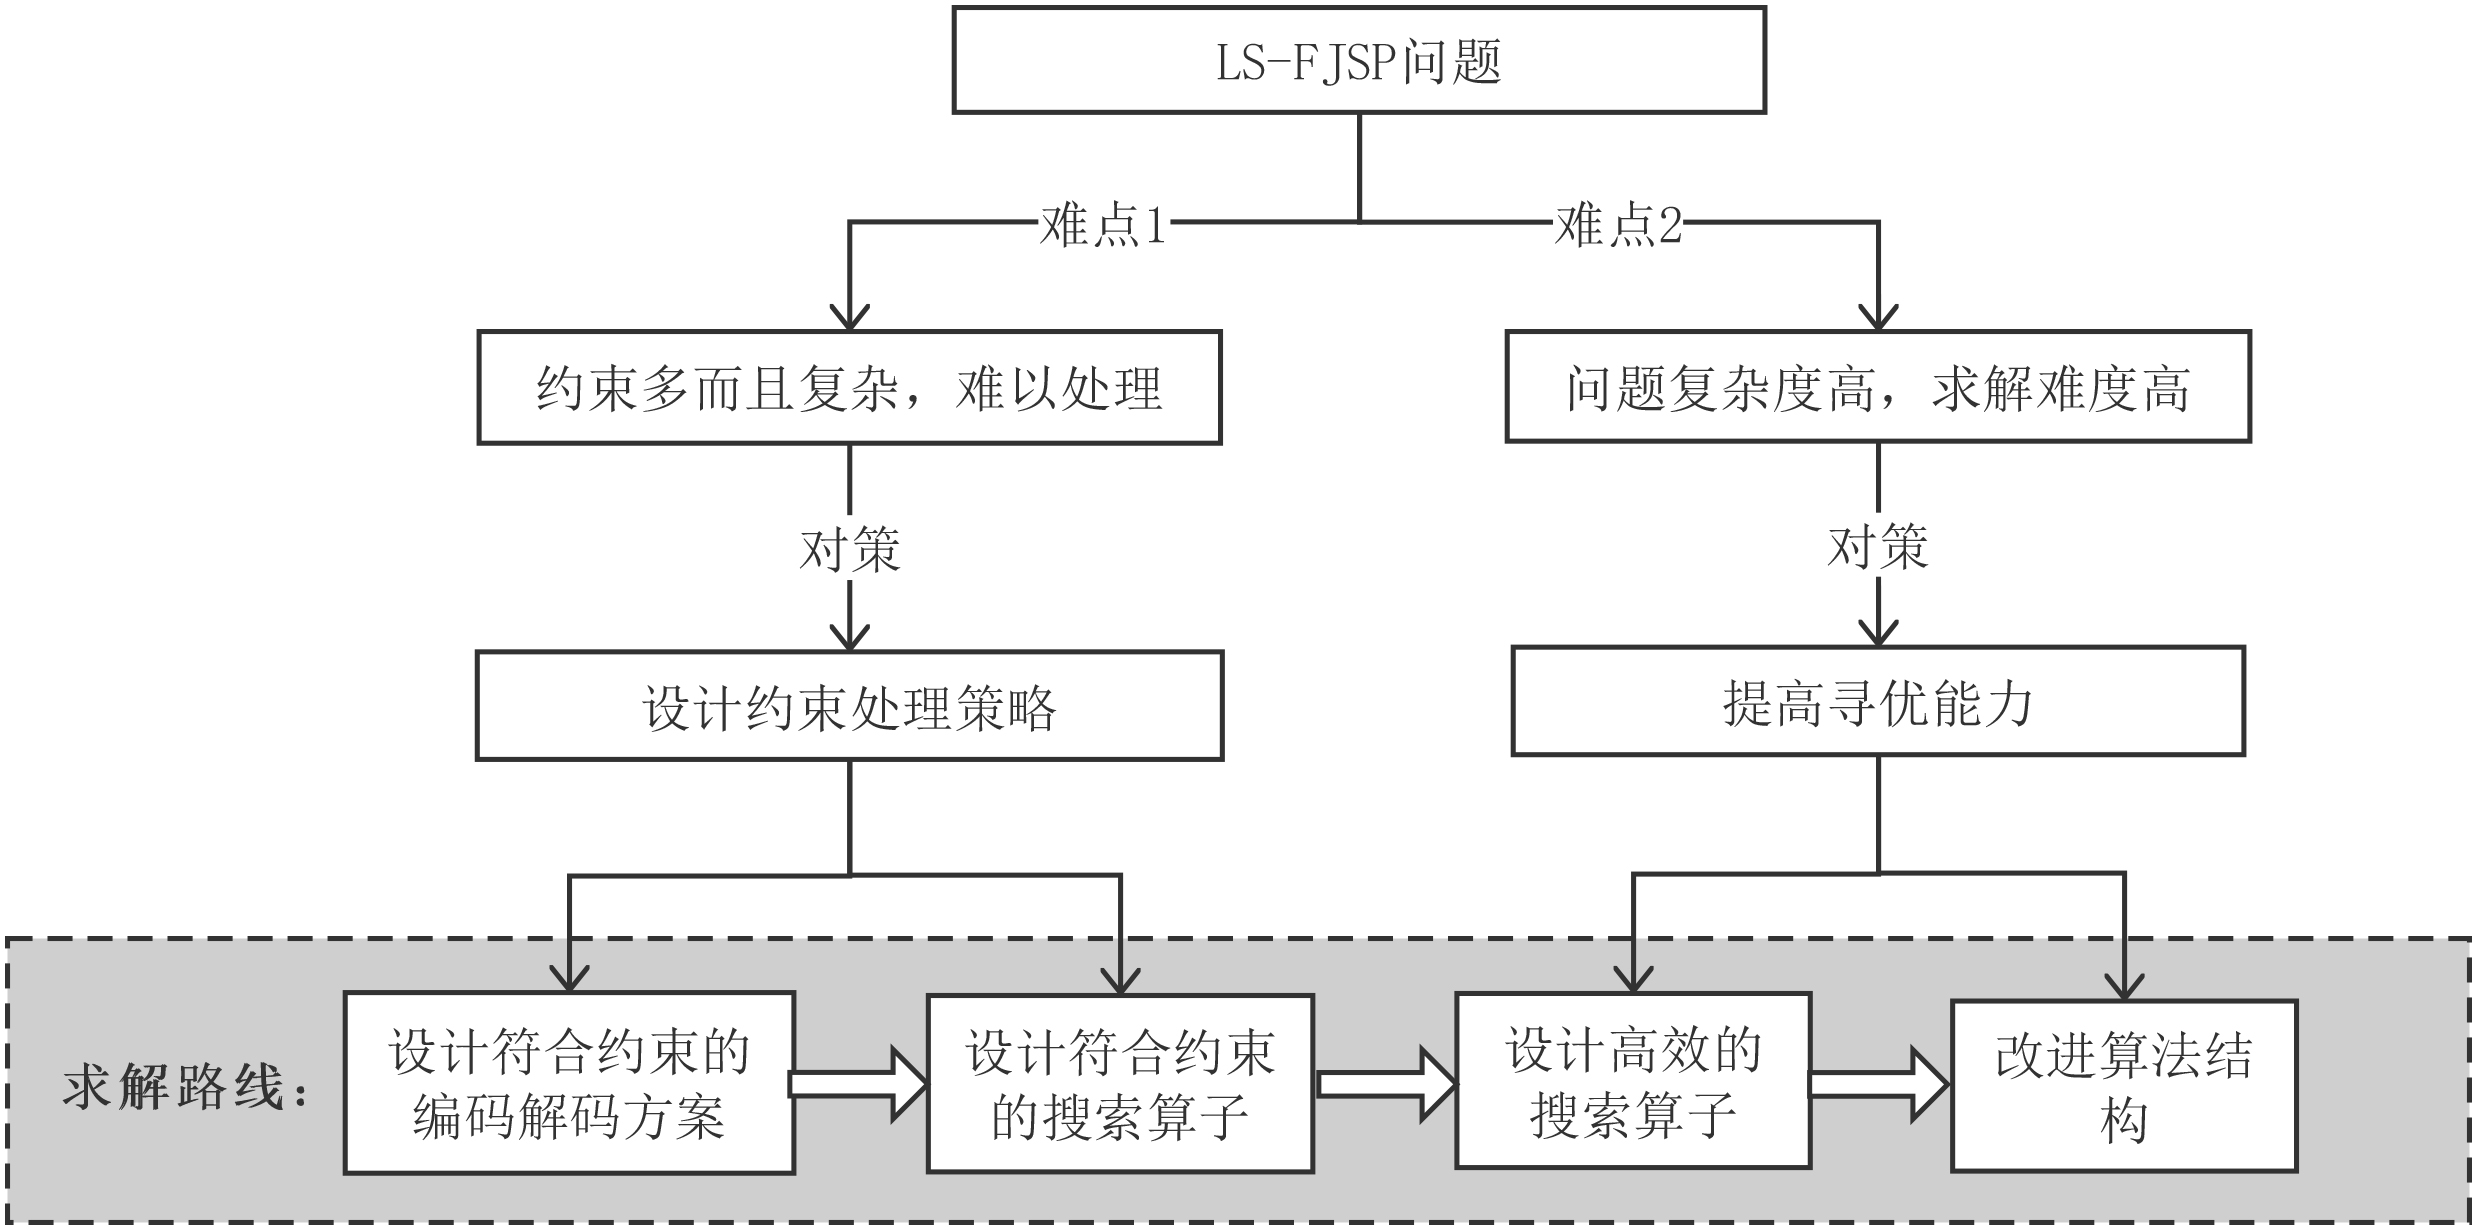 LS-FJSP问题
难点1
难点2
约束多而且复杂，难以处理
问题复杂度高，求解难度高
对策
对策
设计约束处理策略
提高寻优能力
求解路线：
设计符合约束的
编码解码方案
设计符合约束
的搜索算子
设计高效的
搜索算子
改进算法结
构